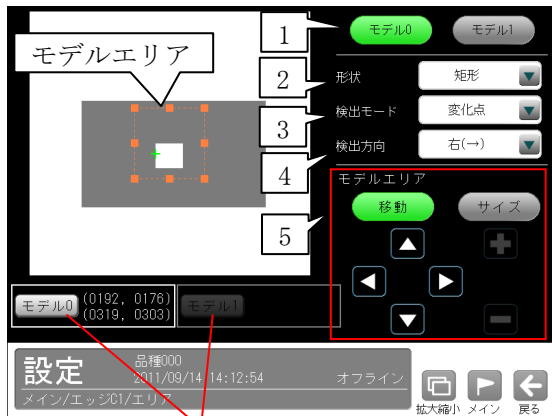 モデルエリア
1
モデル0
モデル1
2
形状
矩形
3
検出モード
変化点
4
検出方向
右(→)
モデルエリア
5
移動
サイズ
モデル0
(0192, 0176)
(0319, 0303)
モデル1
設定
品種000
2011/09/14 14:12:54
オフライン
メイン/エッジC1/エリア
拡大縮小
メイン
戻る